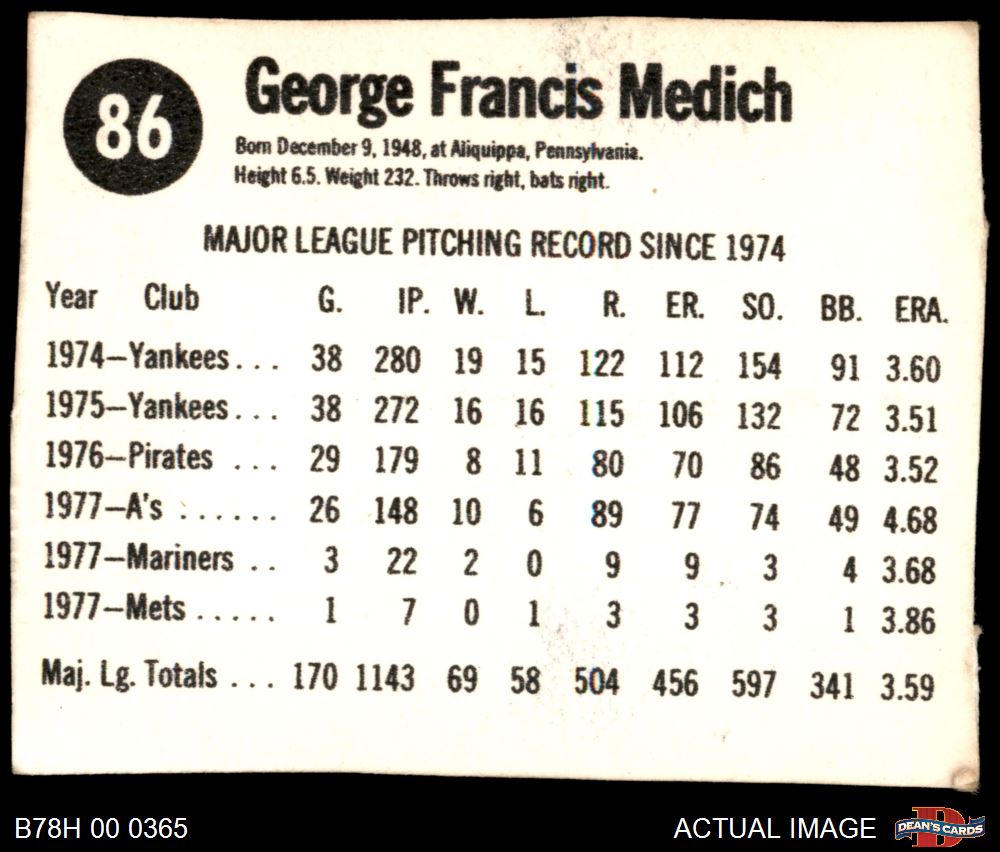 86
George Francis Medich
Born December 9, 1948, at Aliquippa, Pennsylvania.
Height 6.5. Weight 232. Throws right, bats right.
MAJOR LEAGUE PITCHING RECORD SINCE 1974
Year Club G. IP. W. L. R. ER. SO. BB. ERA.
1974—Yankees... 38 280 19 15 122 112 154 91 3.60
1975—Yankees... 38 272 16 16 115 106 132 72 3.51
1976—Pirates ... 29 179 8 11 80 70 86 48 3.52
1977—A's ...... 26 148 10 6 89 77 74 49 4.68
1977—Mariners .. 3 22 2 0 9 9 3 4 3.68
1977—Mets ..... 1 7 0 1 3 3 3 1 3.86
Maj. Lg. Totals ... 170 1143 69 58 504 456 597 341 3.59
B78H 00 0365
ACTUAL IMAGE
D
DEAN'S CARDS